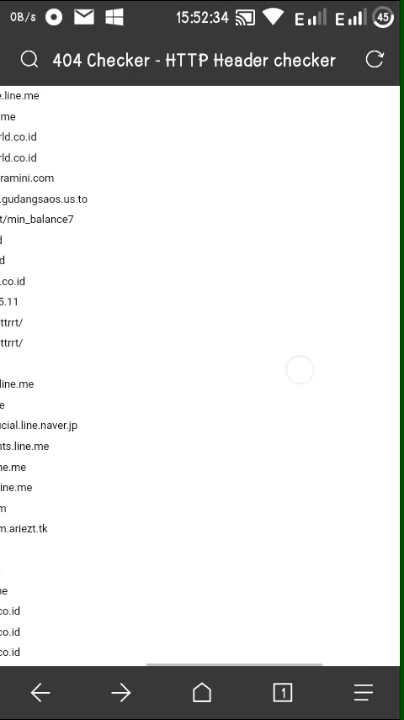 0B/s 15:52:34 E E 45
404 Checker - HTTP Header checker
e.line.me
me
rld.co.id
rld.co.id
ramini.com
.gudangsaos.us.to
t/min_balance7
d
d
.co.id
5.11
ttrrt/
ttrrt/
line.me
e
icial.line.naver.jp
nts.line.me
ne.me
ine.me
m
m.ariezt.tk
ne
co.id
co.id
co.id
1